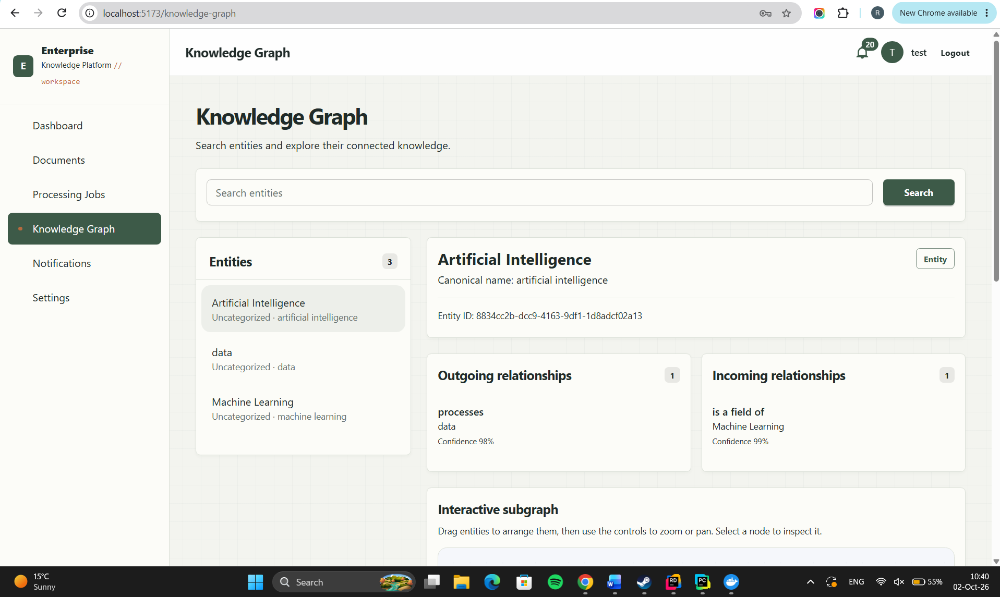 localhost:5173/knowledge-graph
R
New Chrome available
E
Enterprise
Knowledge Platform //
workspace
Dashboard
Documents
Processing Jobs
Knowledge Graph
Notifications
Settings
Knowledge Graph
20
T
test
Logout
Knowledge Graph
Search entities and explore their connected knowledge.
Search entities
Search
Entities
3
Artificial Intelligence
Uncategorized · artificial intelligence
data
Uncategorized · data
Machine Learning
Uncategorized · machine learning
Artificial Intelligence
Entity
Canonical name: artificial intelligence
Entity ID: 8834cc2b-dcc9-4163-9df1-1d8adcf02a13
Outgoing relationships
1
processes
data
Confidence 98%
Incoming relationships
1
is a field of
Machine Learning
Confidence 99%
Interactive subgraph
Drag entities to arrange them, then use the controls to zoom or pan. Select a node to inspect it.
15°C
Sunny
Search
W
RD
PC
ENG
55%
10:40
02-Oct-26